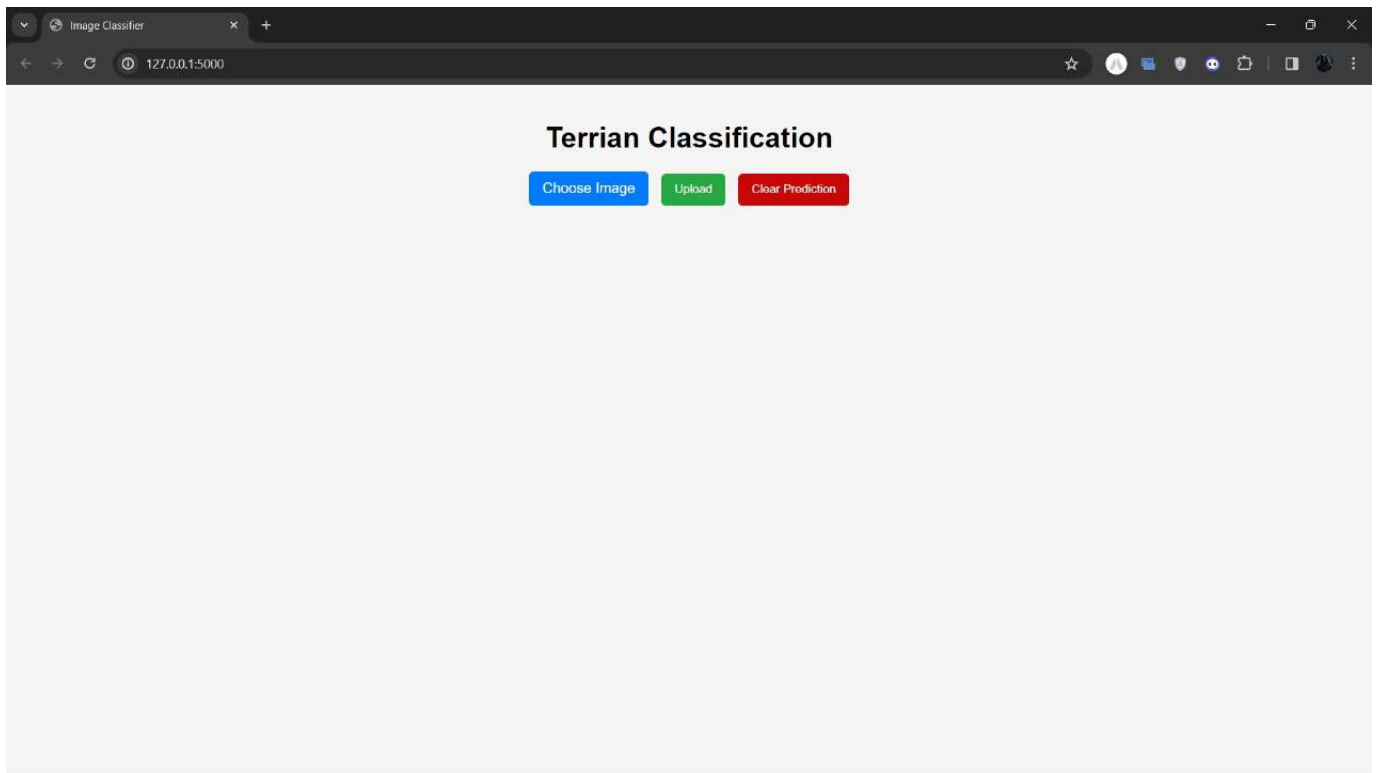 Image Classifier
127.0.0.1:5000
Terrian Classification
Choose Image Upload Clear Prediction